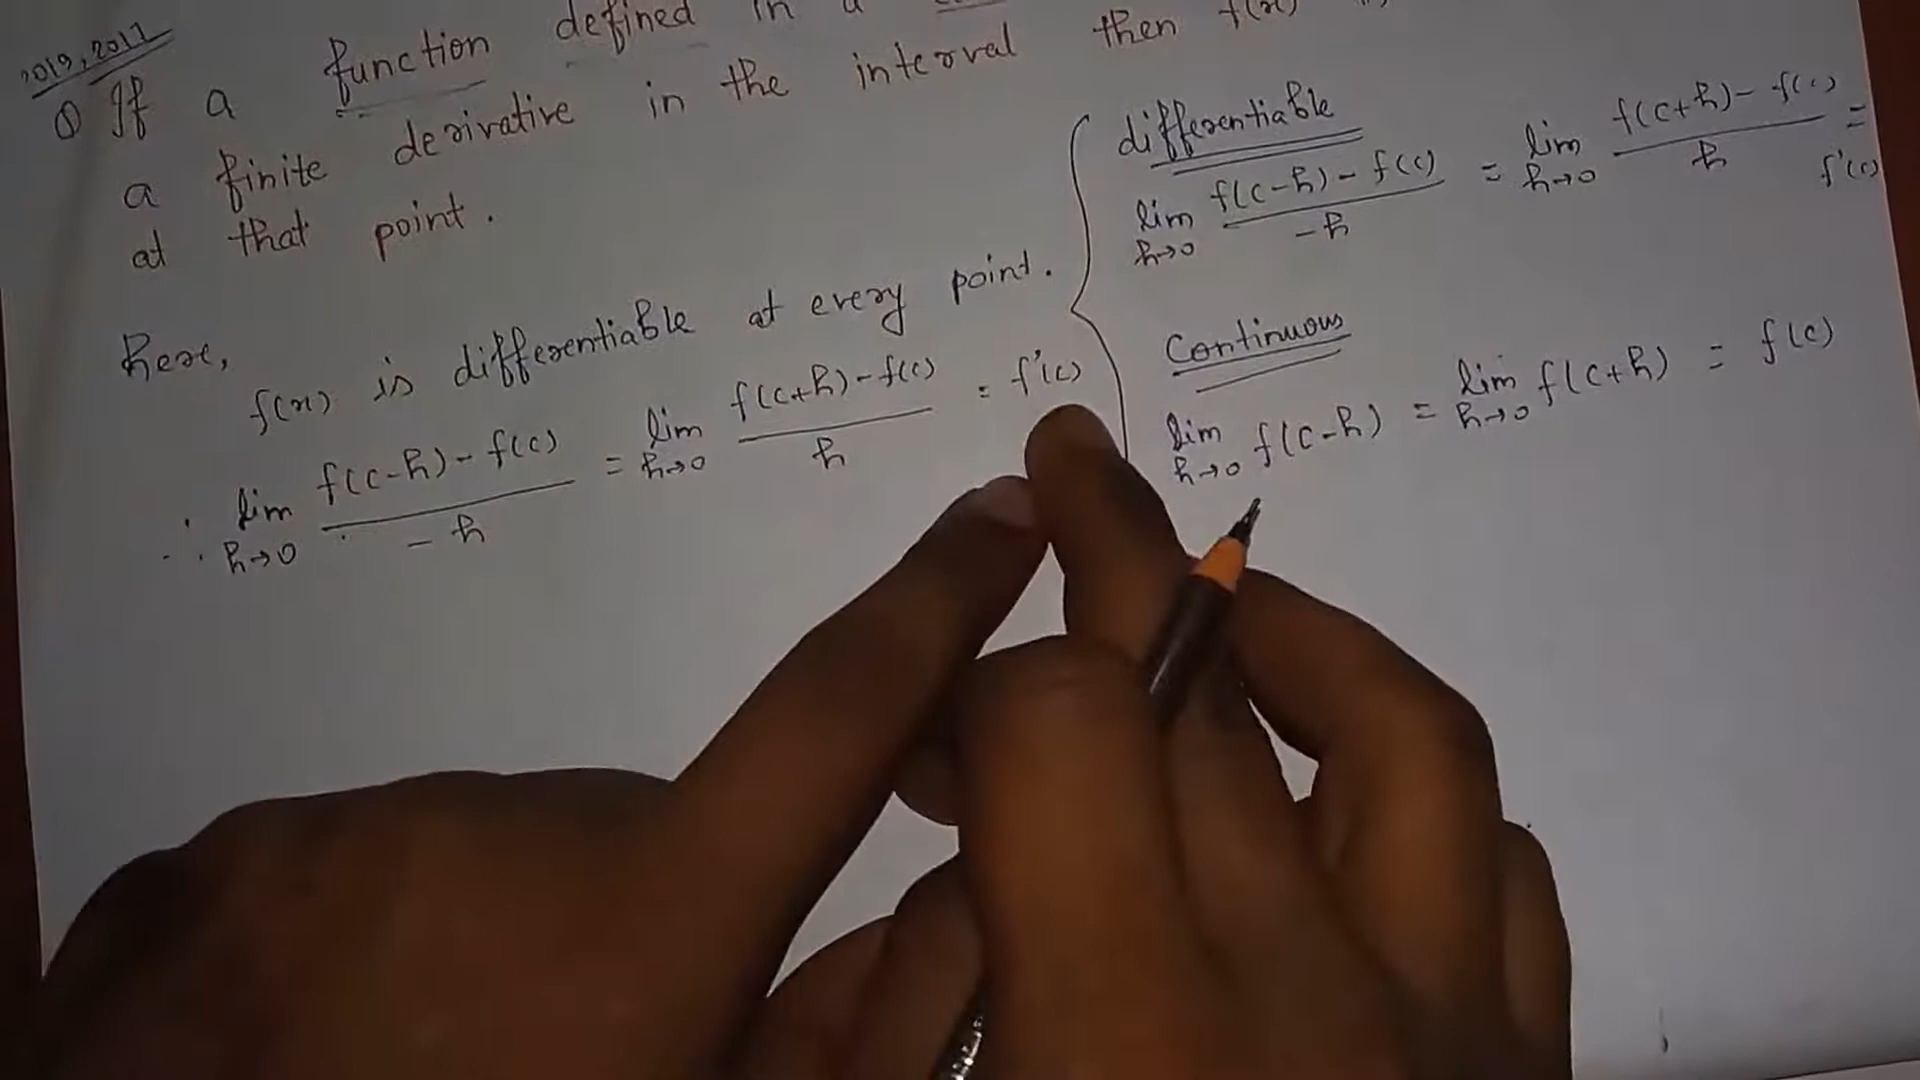 2019, 2017
① If a function defined in a
a finite derivative in the interval then f(x)
at that point.
here,
f(x) is differentiable at every point.
∴ lim h→0 f(c-h)-f(c) / -h = lim h→0 f(c+h)-f(c) / h = f'(c)
differentiable
lim h→0 f(c-h)-f(c) / -h = lim h→0 f(c+h)-f(c) / h = f'(c)
Continuous
lim h→0 f(c-h) = lim h→0 f(c+h) = f(c)